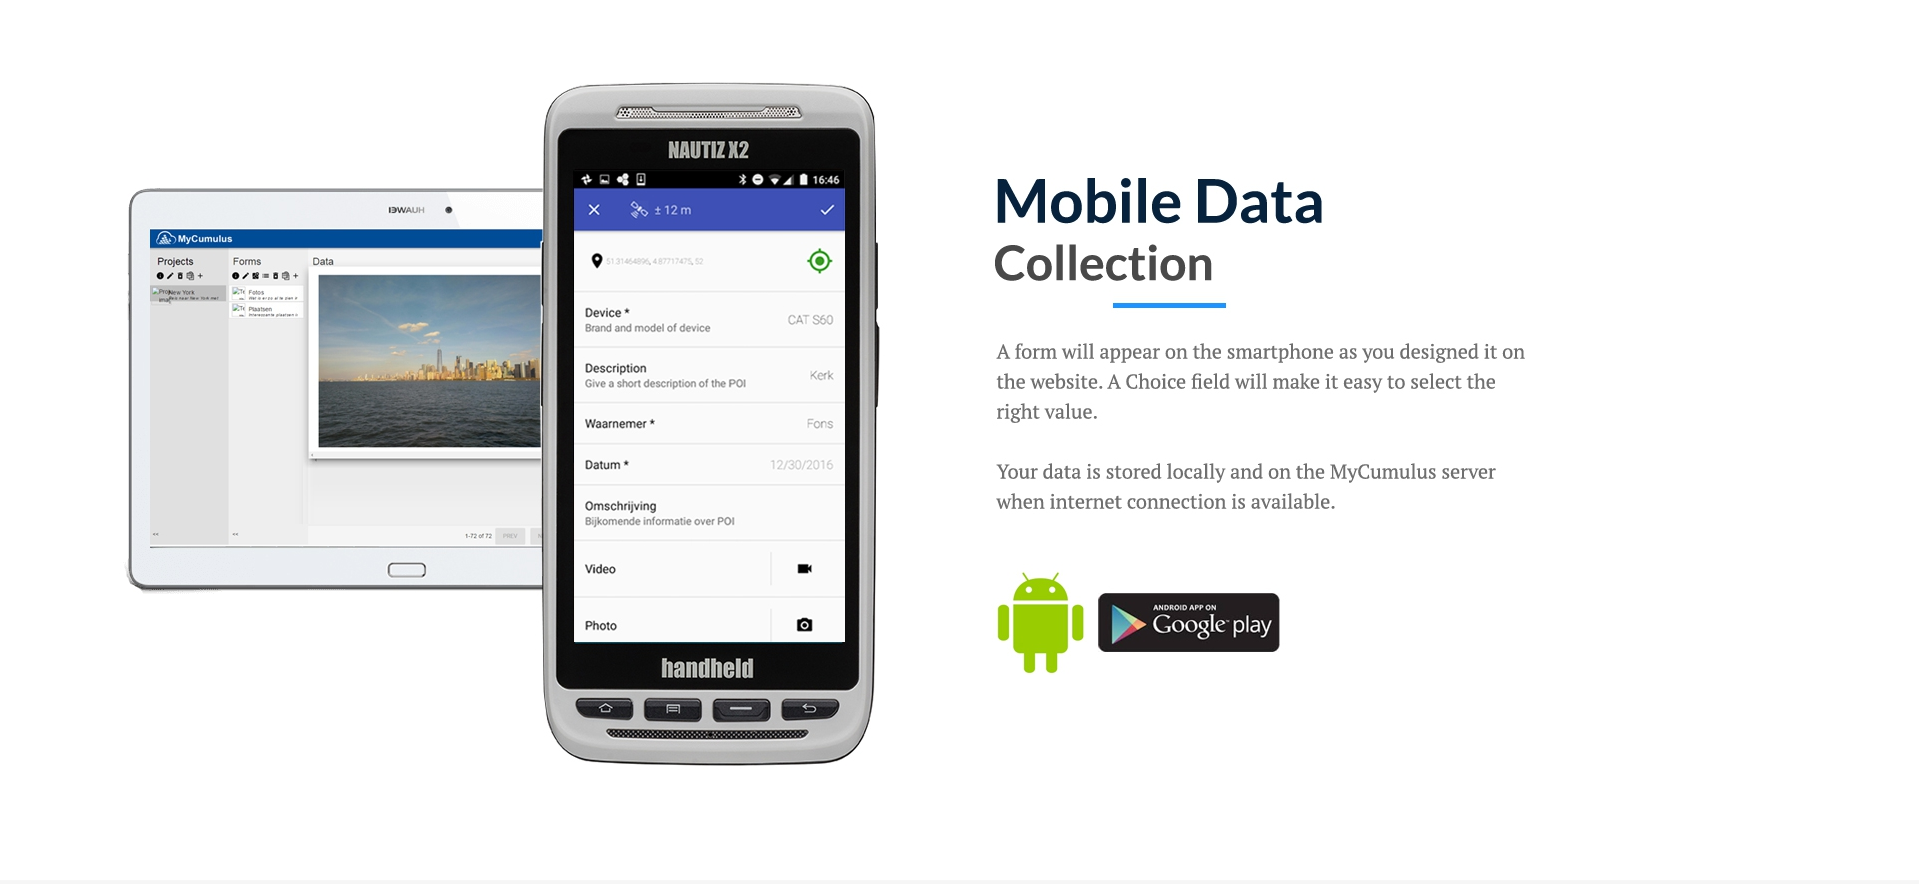 NAUTIZ X2
16:46
± 12 m
51.31464896, 4.87717475, 52
Device *
Brand and model of device
CAT S60
Description
Give a short description of the POI
Kerk
Waarnemer *
Fons
Datum *
12/30/2016
Omschrijving
Bijkomende informatie over POI
Video
Photo
handheld
MyCumulus
Projects
Forms
Data
New York
Fotos
Plaatsen
1-72 of 72
PREV
Mobile Data
Collection
A form will appear on the smartphone as you designed it on
the website. A Choice field will make it easy to select the
right value.
Your data is stored locally and on the MyCumulus server
when internet connection is available.
ANDROID APP ON
Google play